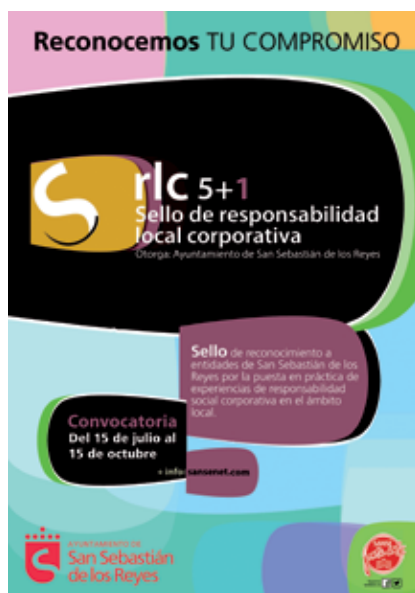 Reconocemos TU COMPROMISO
rlc 5+1
Sello de responsabilidad
local corporativa
Otorga: Ayuntamiento de San Sebastián de los Reyes
Sello de reconocimiento a
entidades de San Sebastián de los
Reyes por la puesta en práctica de
experiencias de responsabilidad
social corporativa en el ámbito
local.
Convocatoria
Del 15 de julio al
15 de octubre
+ info: sansenet.com
AYUNTAMIENTO DE
San Sebastián
de los Reyes